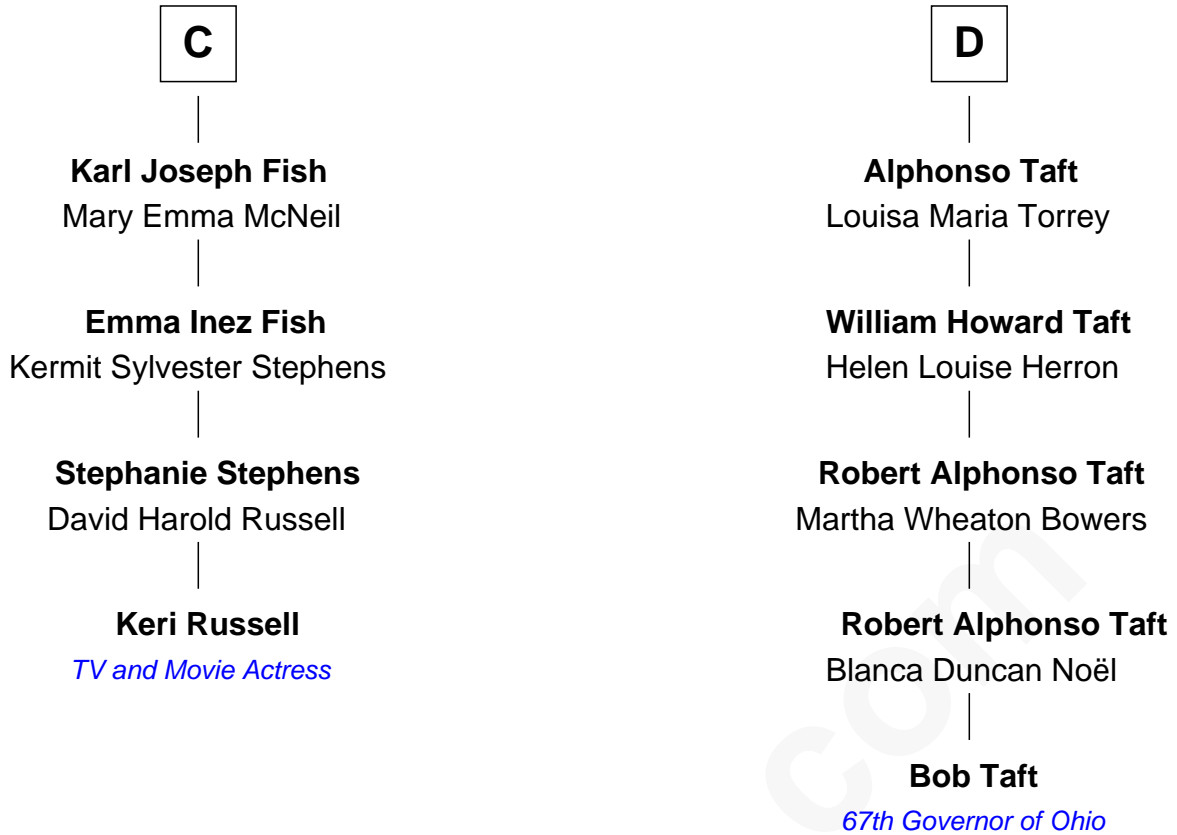 C
Karl Joseph Fish
Mary Emma McNeil
Emma Inez Fish
Kermit Sylvester Stephens
Stephanie Stephens
David Harold Russell
Keri Russell
TV and Movie Actress
D
Alphonso Taft
Louisa Maria Torrey
William Howard Taft
Helen Louise Herron
Robert Alphonso Taft
Martha Wheaton Bowers
Robert Alphonso Taft
Blanca Duncan Noël
Bob Taft
67th Governor of Ohio
com